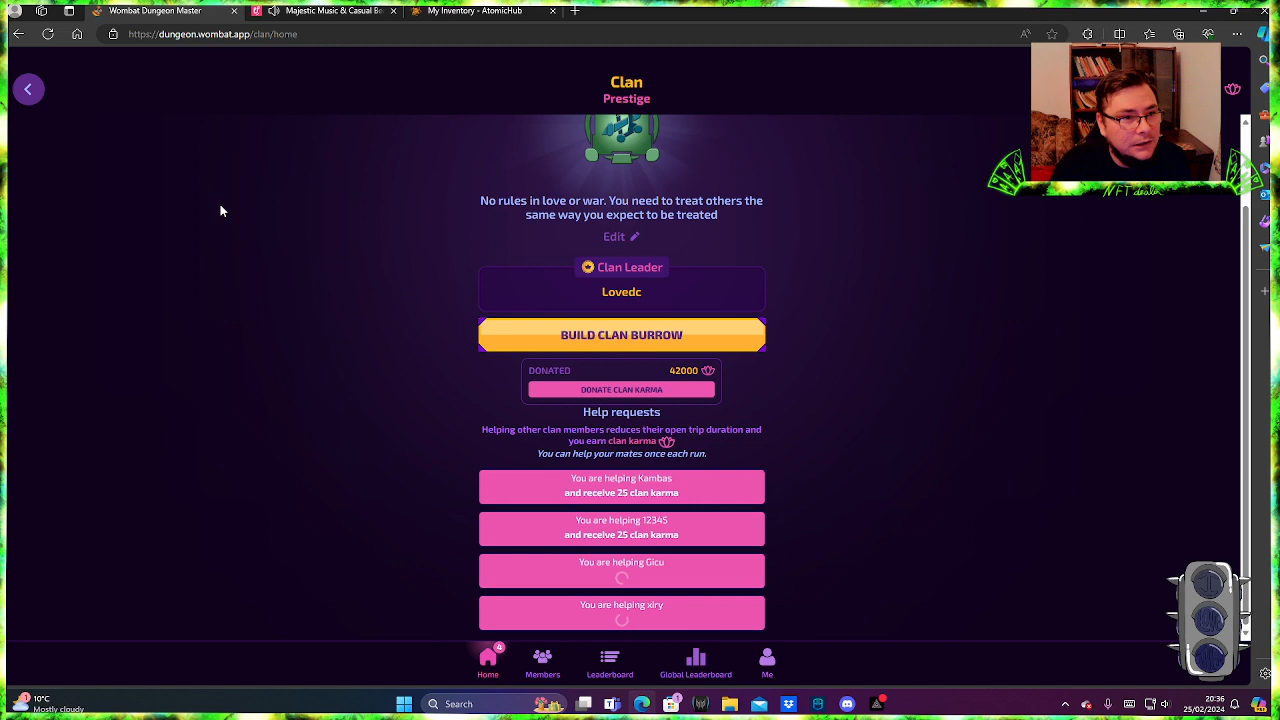 Wombat Dungeon Master
Majestic Music & Casual Be
My Inventory - AtomicHub
https://dungeon.wombat.app/clan/home
Clan
Prestige
No rules in love or war. You need to treat others the
same way you expect to be treated
Edit
Clan Leader
Lovedc
BUILD CLAN BURROW
DONATED 42000
DONATE CLAN KARMA
Help requests
Helping other clan members reduces their open trip duration and
you earn clan karma
You can help your mates once each run.
You are helping Kambas
and receive 25 clan karma
You are helping 12345
and receive 25 clan karma
You are helping Gicu
You are helping xlry
4
Home
Members
Leaderboard
Global Leaderboard
Me
NFT dealer
1
10°C
Mostly cloudy
Search
1
20:36
25/02/2024